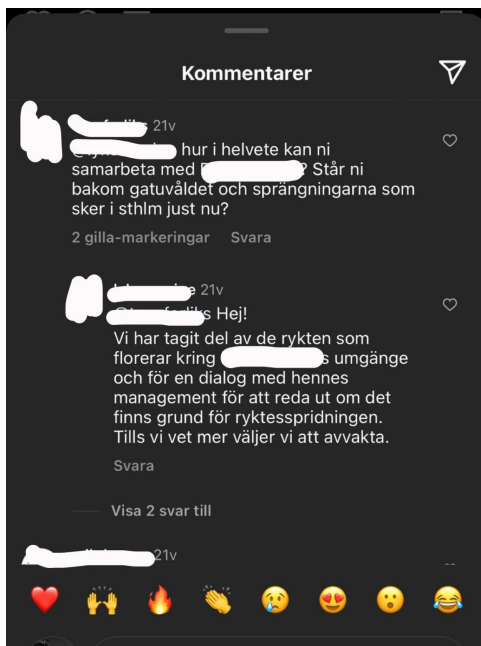 Kommentarer
21v
hur i helvete kan ni
samarbeta med ? Står ni
bakom gatuvåldet och sprängningarna som
sker i sthlm just nu?
2 gilla-markeringar Svara
21v
Hej!
Vi har tagit del av de rykten som
florerar kring s umgänge
och för en dialog med hennes
management för att reda ut om det
finns grund för ryktesspridningen.
Tills vi vet mer väljer vi att avvakta.
Svara
Visa 2 svar till
21v